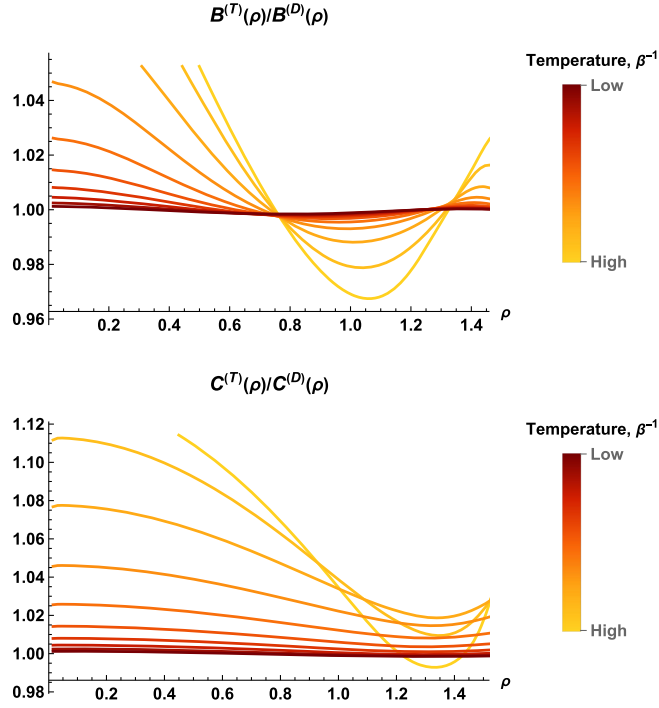 B(T)(ρ)/B(D)(ρ)
Temperature, β−1
Low
High
1.04
1.02
1.00
0.98
0.96
0.2 0.4 0.6 0.8 1.0 1.2 1.4 ρ
C(T)(ρ)/C(D)(ρ)
Temperature, β−1
Low
High
1.12
1.10
1.08
1.06
1.04
1.02
1.00
0.98
0.2 0.4 0.6 0.8 1.0 1.2 1.4 ρ